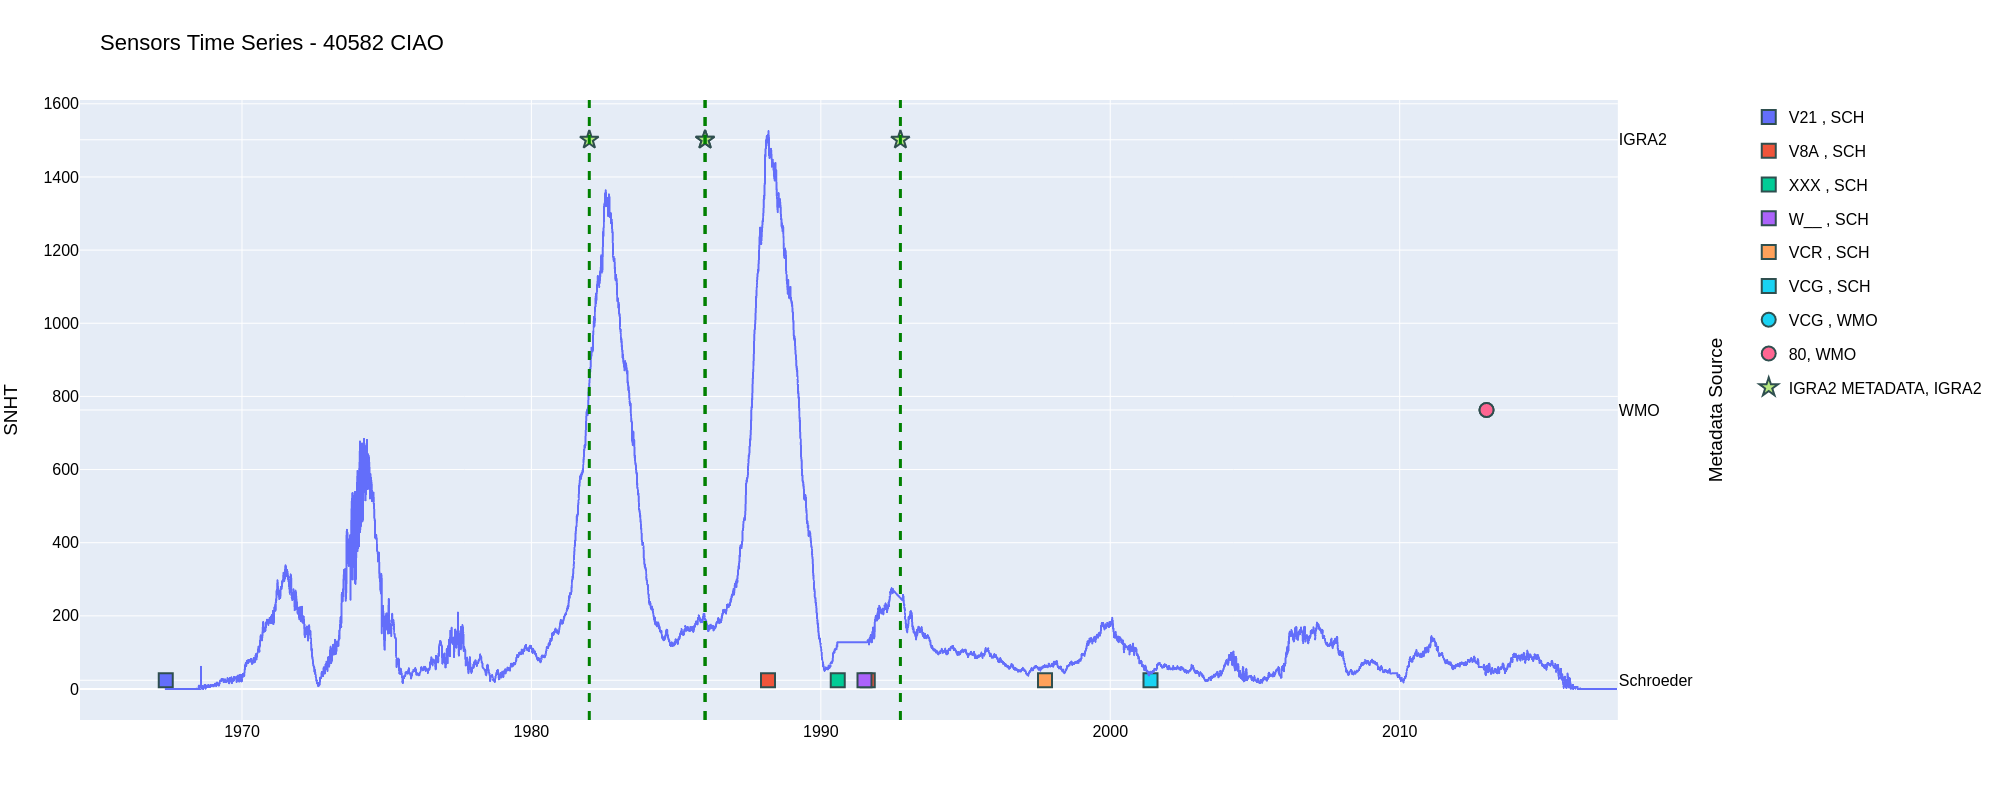 Sensors Time Series - 40582 CIAO
SNHT
1600
1400
1200
1000
800
600
400
200
0
1970
1980
1990
2000
2010
IGRA2
WMO
Schroeder
Metadata Source
V21 , SCH
V8A , SCH
XXX , SCH
W__ , SCH
VCR , SCH
VCG , SCH
VCG , WMO
80, WMO
IGRA2 METADATA, IGRA2